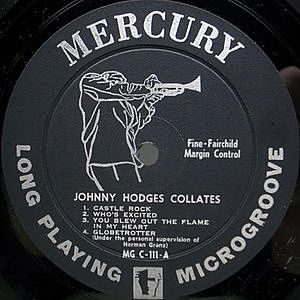 MERCURY
Fine-Fairchild
Margin Control
JOHNNY HODGES COLLATES
1. CASTLE ROCK
2. WHO'S EXCITED
3. YOU BLEW OUT THE FLAME
IN MY HEART
4. GLOBETROTTER
(Under the personal supervision of
Norman Granz)
MG C-111-A
LONG PLAYING MICROGROOVE